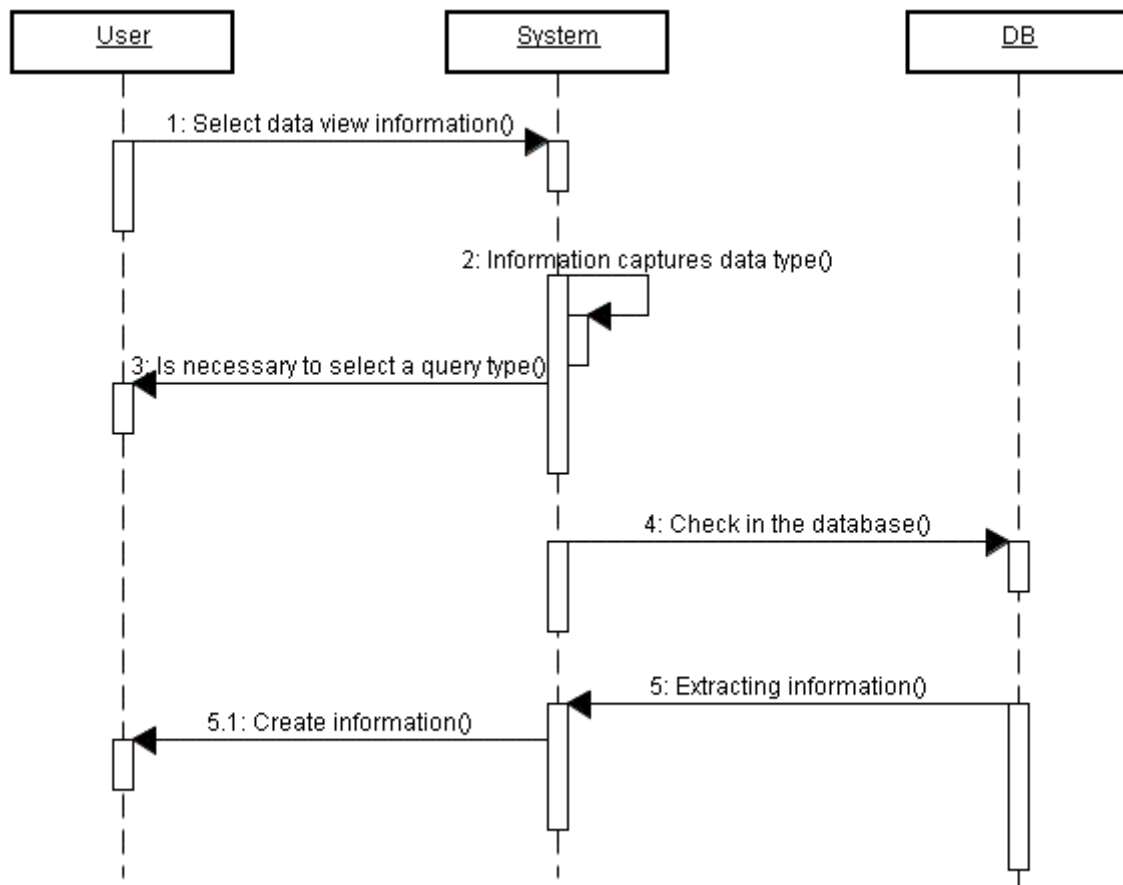 User
System
DB
1: Select data view information()
2: Information captures data type()
3: Is necessary to select a query type()
4: Check in the database()
5: Extracting information()
5.1: Create information()